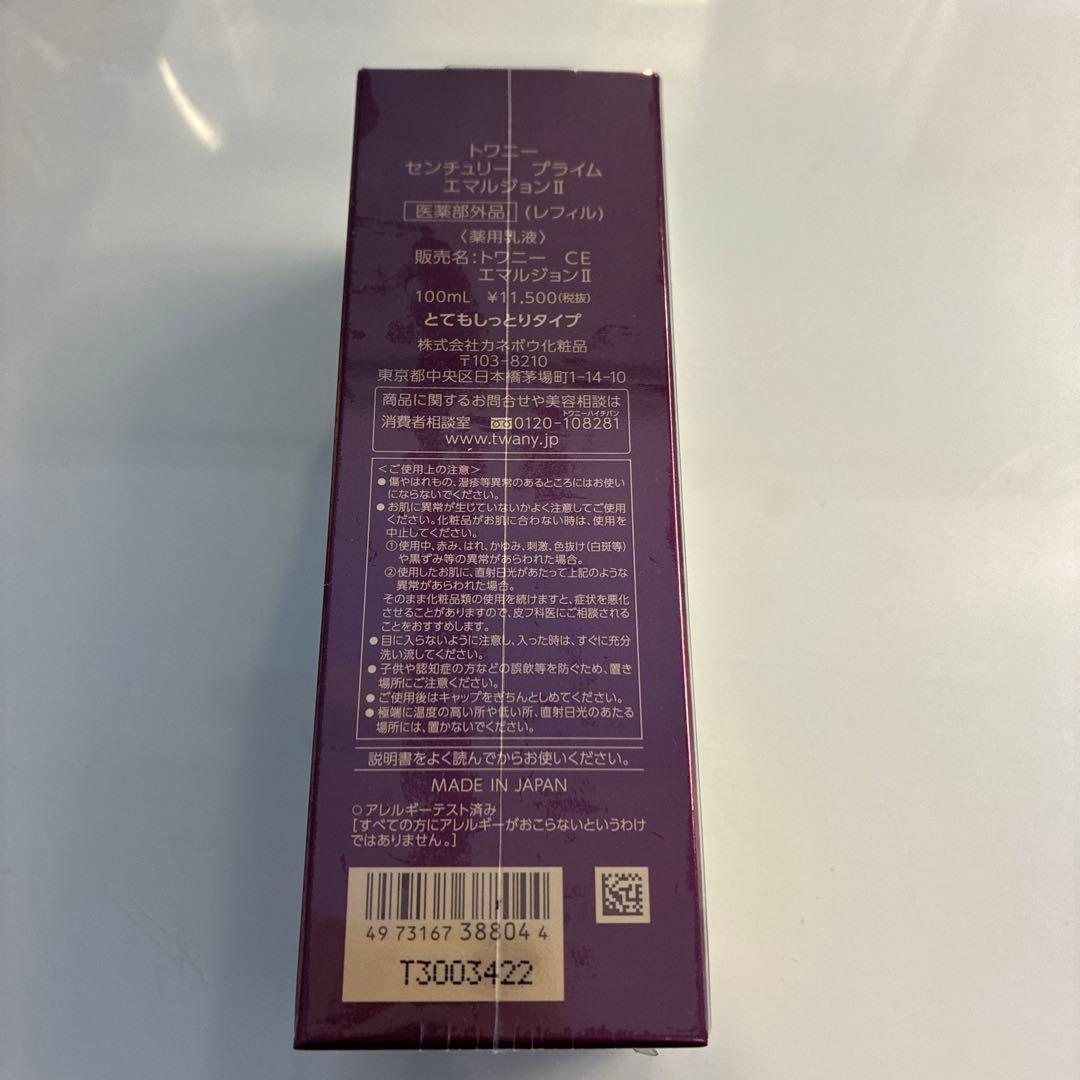 トワニー
センチュリー　プライム
エマルジョンⅡ
医薬部外品 (レフィル)
〈薬用乳液〉
販売名:トワニー　CE
エマルジョンⅡ
100mL ¥11,500(税抜)
とてもしっとりタイプ
株式会社カネボウ化粧品
〒103-8210
東京都中央区日本橋茅場町1-14-10
商品に関するお問合せや美容相談は
トワニーハイチバン
消費者相談室 0120-108281
www.twany.jp
<ご使用上の注意>
●傷やはれもの、湿疹等異常のあるところにはお使い
にならないでください。
●お肌に異常が生じていないかよく注意してご使用
ください。化粧品がお肌に合わない時は、使用を
中止してください。
①使用中、赤み、はれ、かゆみ、刺激、色抜け(白斑等)
や黒ずみ等の異常があらわれた場合。
②使用したお肌に、直射日光があたって上記のような
異常があらわれた場合。
そのまま化粧品類の使用を続けますと、症状を悪化
させることがありますので、皮フ科医にご相談される
ことをおすすめします。
●目に入らないように注意し、入った時は、すぐに充分
洗い流してください。
●子供や認知症の方などの誤飲等を防ぐため、置き
場所にご注意ください。
●ご使用後はキャップをきちんとしめてください。
●極端に温度の高い所や低い所、直射日光のあたる
場所には、置かないでください。
説明書をよく読んでからお使いください。
MADE IN JAPAN
○アレルギーテスト済み
[すべての方にアレルギーがおこらないというわけ
ではありません。]
49 73167 38804 4
T3003422